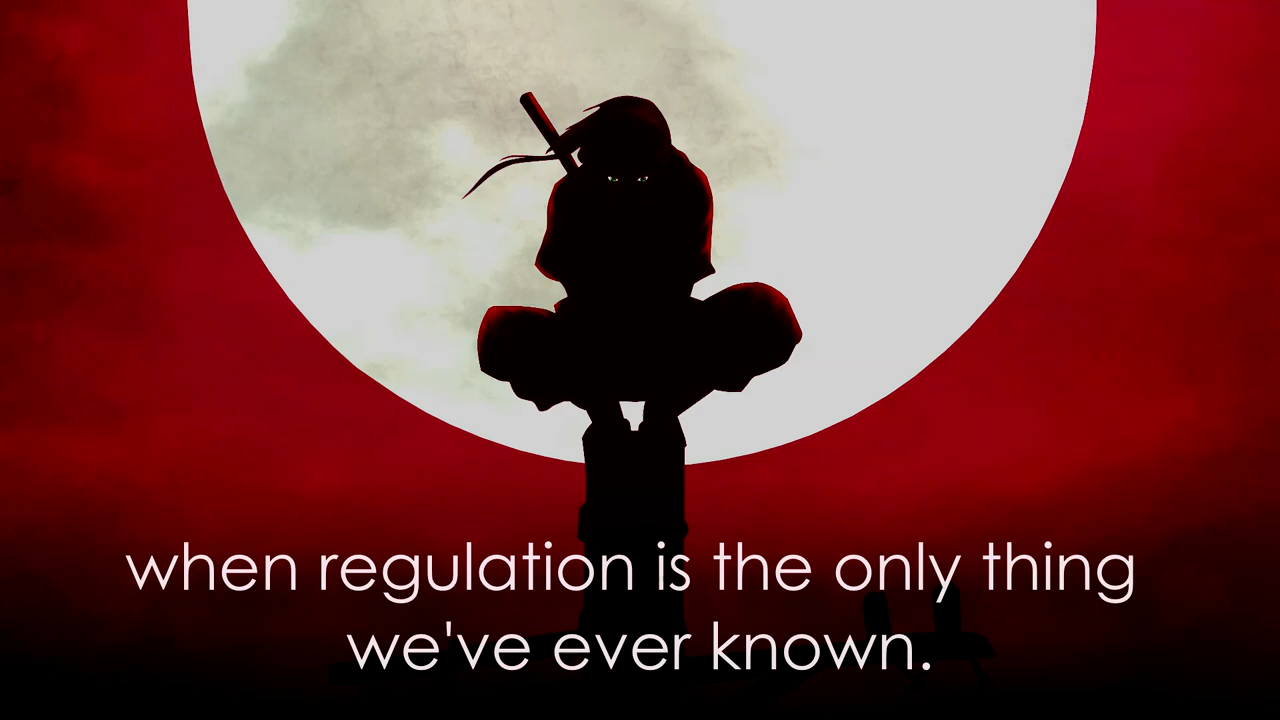 when regulation is the only thing
we've ever known.